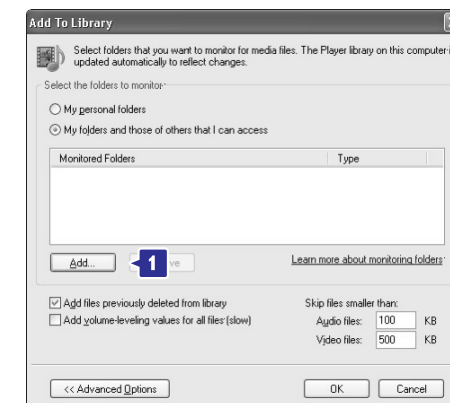 Add To Library
Select folders that you want to monitor for media files. The Player library on this computer
updated automatically to reflect changes.
Select the folders to monitor
My personal folders
My folders and those of others that I can access
Monitored Folders Type
Add... 1 ve Learn more about monitoring folders
Add files previously deleted from library Skip files smaller than:
Add volume-leveling values for all files (slow) Audio files: 100 KB
Video files: 500 KB
<< Advanced Options OK Cancel